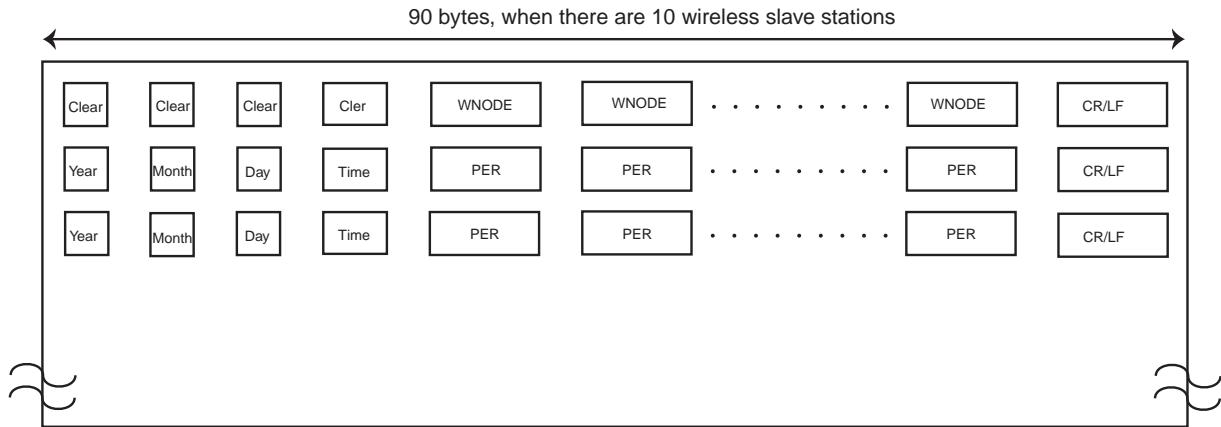 90 bytes, when there are 10 wireless slave stations
Clear Clear Clear Cler WNODE WNODE . . . . . . . . . WNODE CR/LF
Year Month Day Time PER PER . . . . . . . . . PER CR/LF
Year Month Day Time PER PER . . . . . . . . . PER CR/LF